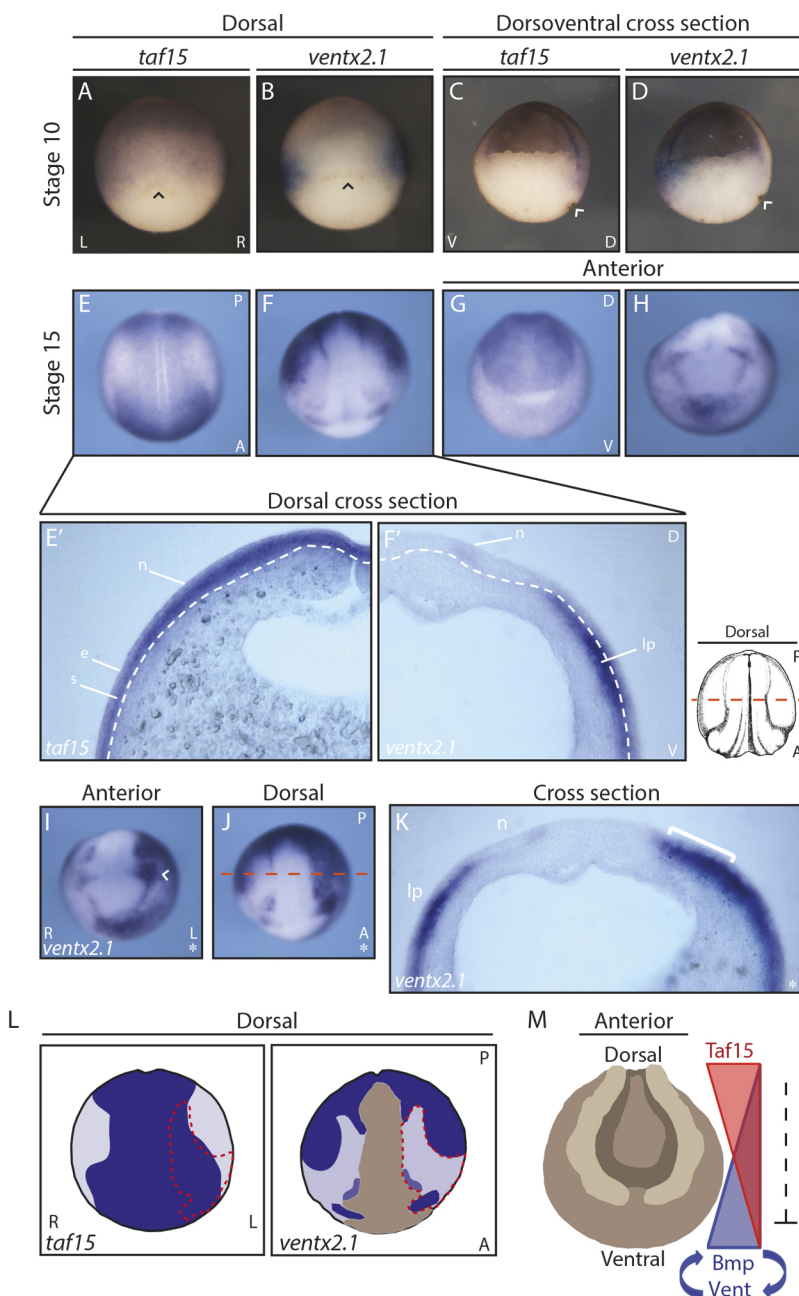 Dorsal
Dorsoventral cross section
taf15
ventx2.1
taf15
ventx2.1
Stage 10
A
L
R
B
C
V
D
D
Anterior
Stage 15
E
P
A
F
G
D
V
H
Dorsal cross section
E'
n
e
s
taf15
F'
n
D
lp
ventx2.1
V
Dorsal
P
A
Anterior
Dorsal
Cross section
I
R
L
ventx2.1
*
J
P
A
*
K
n
lp
ventx2.1
*
L
Dorsal
R
L
taf15
P
ventx2.1
A
M
Anterior
Dorsal
Ventral
Taf15
Bmp
Vent